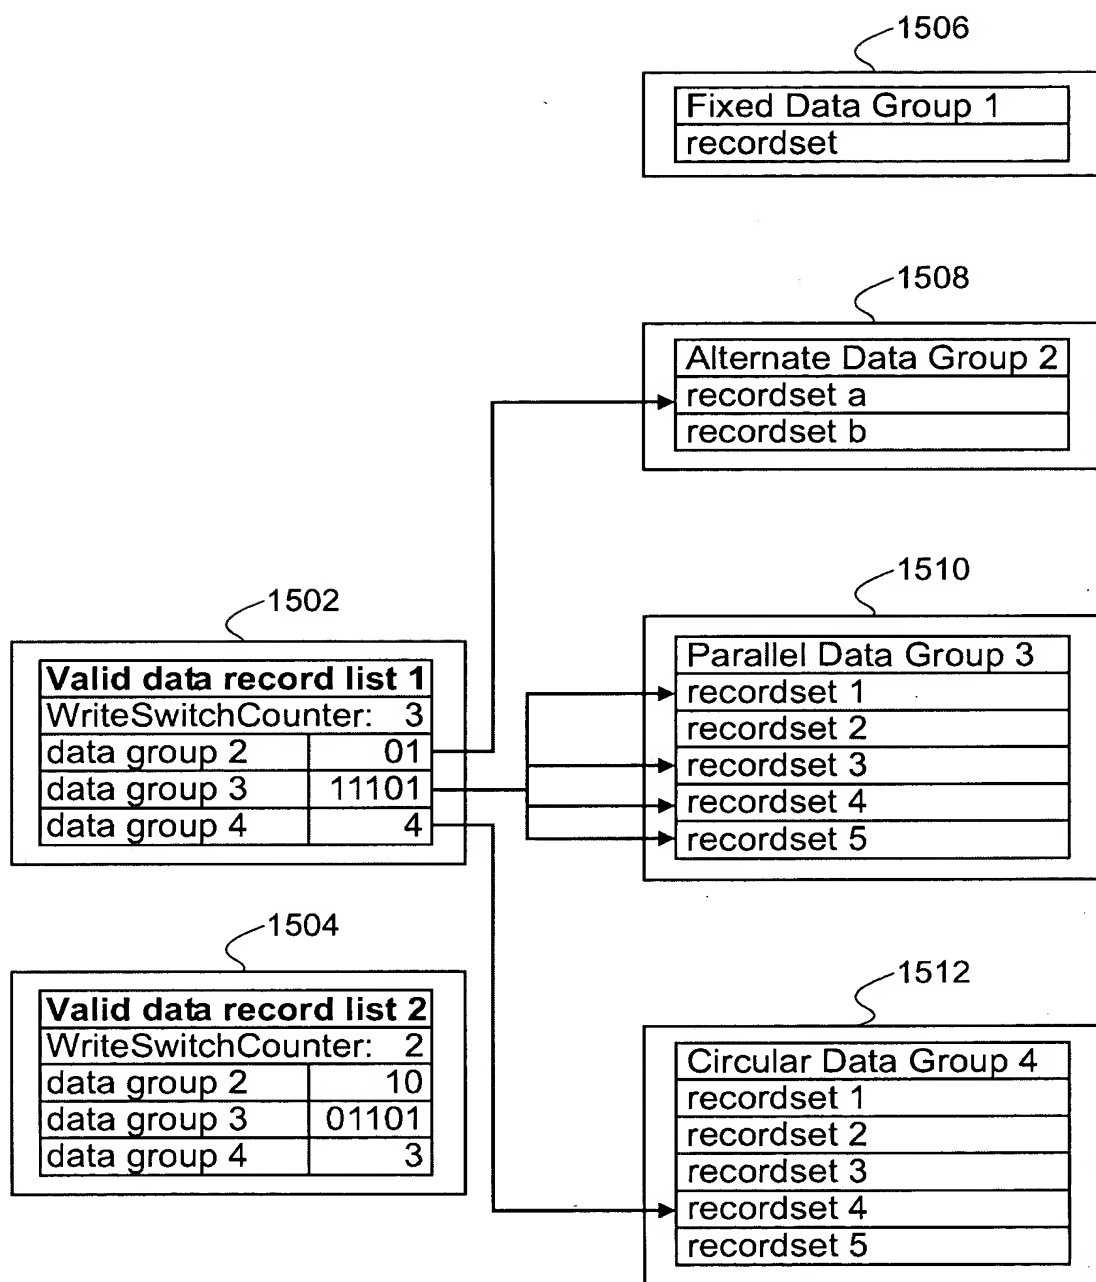 1506
Fixed Data Group 1
recordset
1508
Alternate Data Group 2
recordset a
recordset b
1510
Parallel Data Group 3
recordset 1
recordset 2
recordset 3
recordset 4
recordset 5
1502
Valid data record list 1
WriteSwitchCounter: 3
data group 2 01
data group 3 11101
data group 4 4
1504
Valid data record list 2
WriteSwitchCounter: 2
data group 2 10
data group 3 01101
data group 4 3
1512
Circular Data Group 4
recordset 1
recordset 2
recordset 3
recordset 4
recordset 5